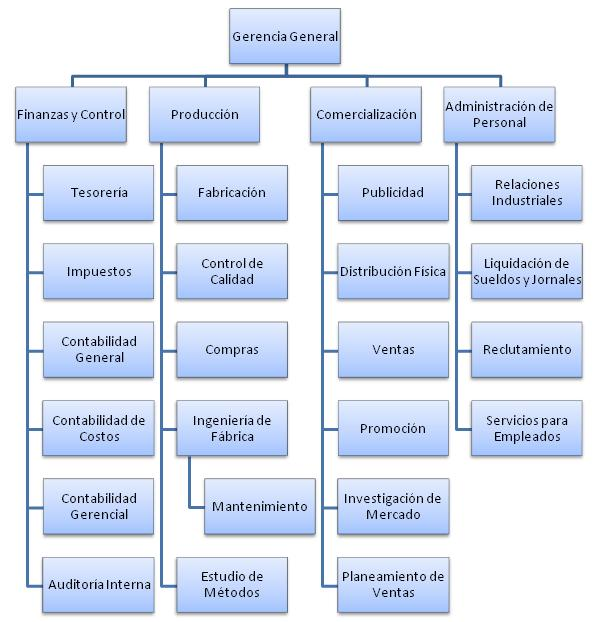 Gerencia General
Finanzas y Control
Producción
Comercialización
Administración de
Personal
Tesorería
Fabricación
Publicidad
Relaciones
Industriales
Impuestos
Control de
Calidad
Distribución Física
Liquidación de
Sueldos y Jornales
Contabilidad
General
Compras
Ventas
Reclutamiento
Contabilidad de
Costos
Ingeniería de
Fábrica
Promoción
Servicios para
Empleados
Contabilidad
Gerencial
Mantenimiento
Investigación de
Mercado
Auditoría Interna
Estudio de
Métodos
Planeamiento de
Ventas